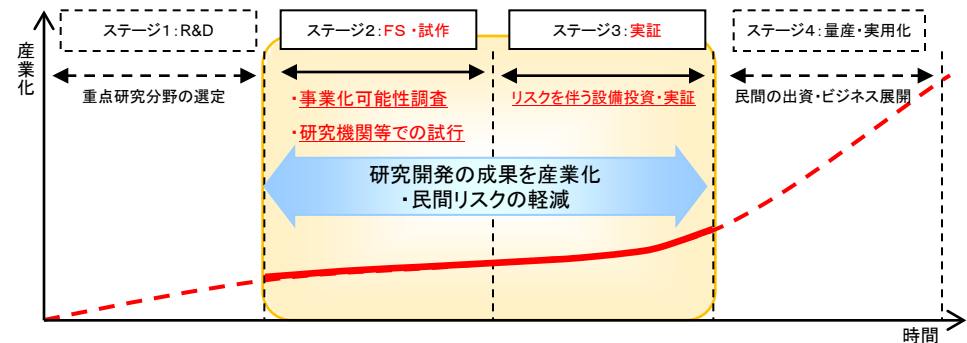 産業化
ステージ1:R&D
ステージ2:FS・試作
ステージ3:実証
ステージ4:量産・実用化
重点研究分野の選定
・事業化可能性調査
・研究機関等での試行
リスクを伴う設備投資・実証
民間の出資・ビジネス展開
研究開発の成果を産業化
・民間リスクの軽減
時間